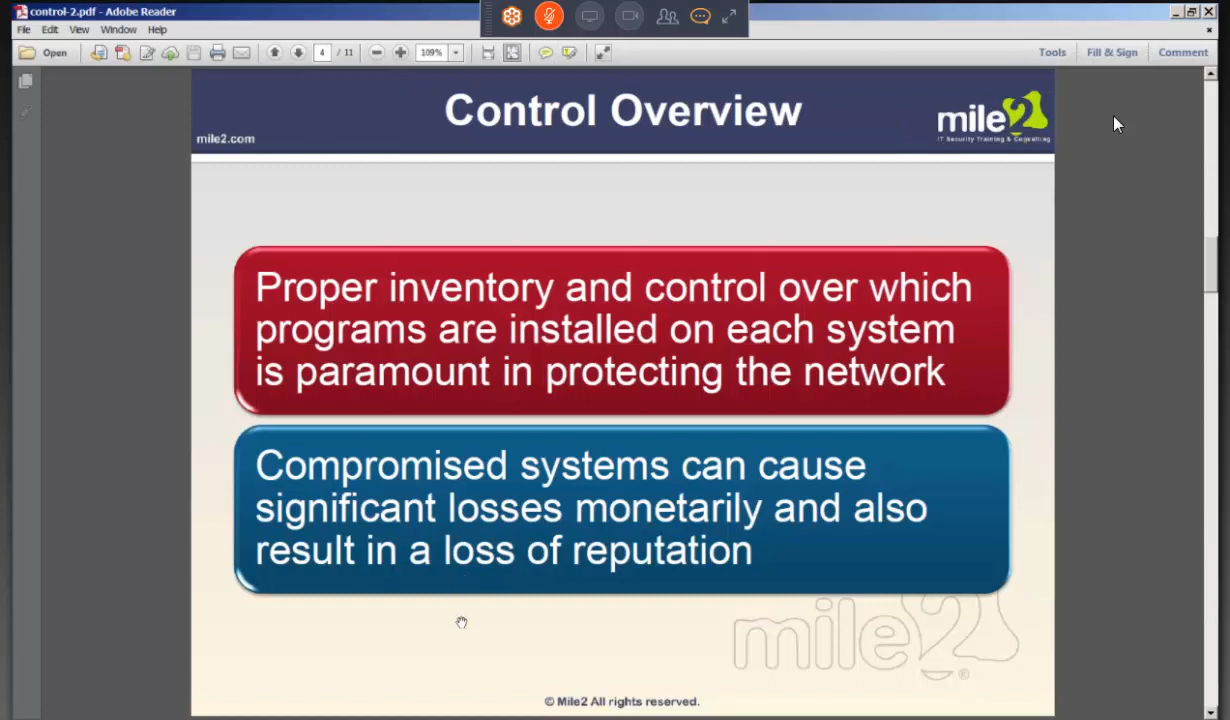 control-2.pdf - Adobe Reader
File Edit View Window Help
Open 4 / 11 109% Tools Fill & Sign Comment
Control Overview
mile2.com
mile2
IT Security Training & Consulting
Proper inventory and control over which
programs are installed on each system
is paramount in protecting the network
Compromised systems can cause
significant losses monetarily and also
result in a loss of reputation
mile2 ®
© Mile2 All rights reserved.